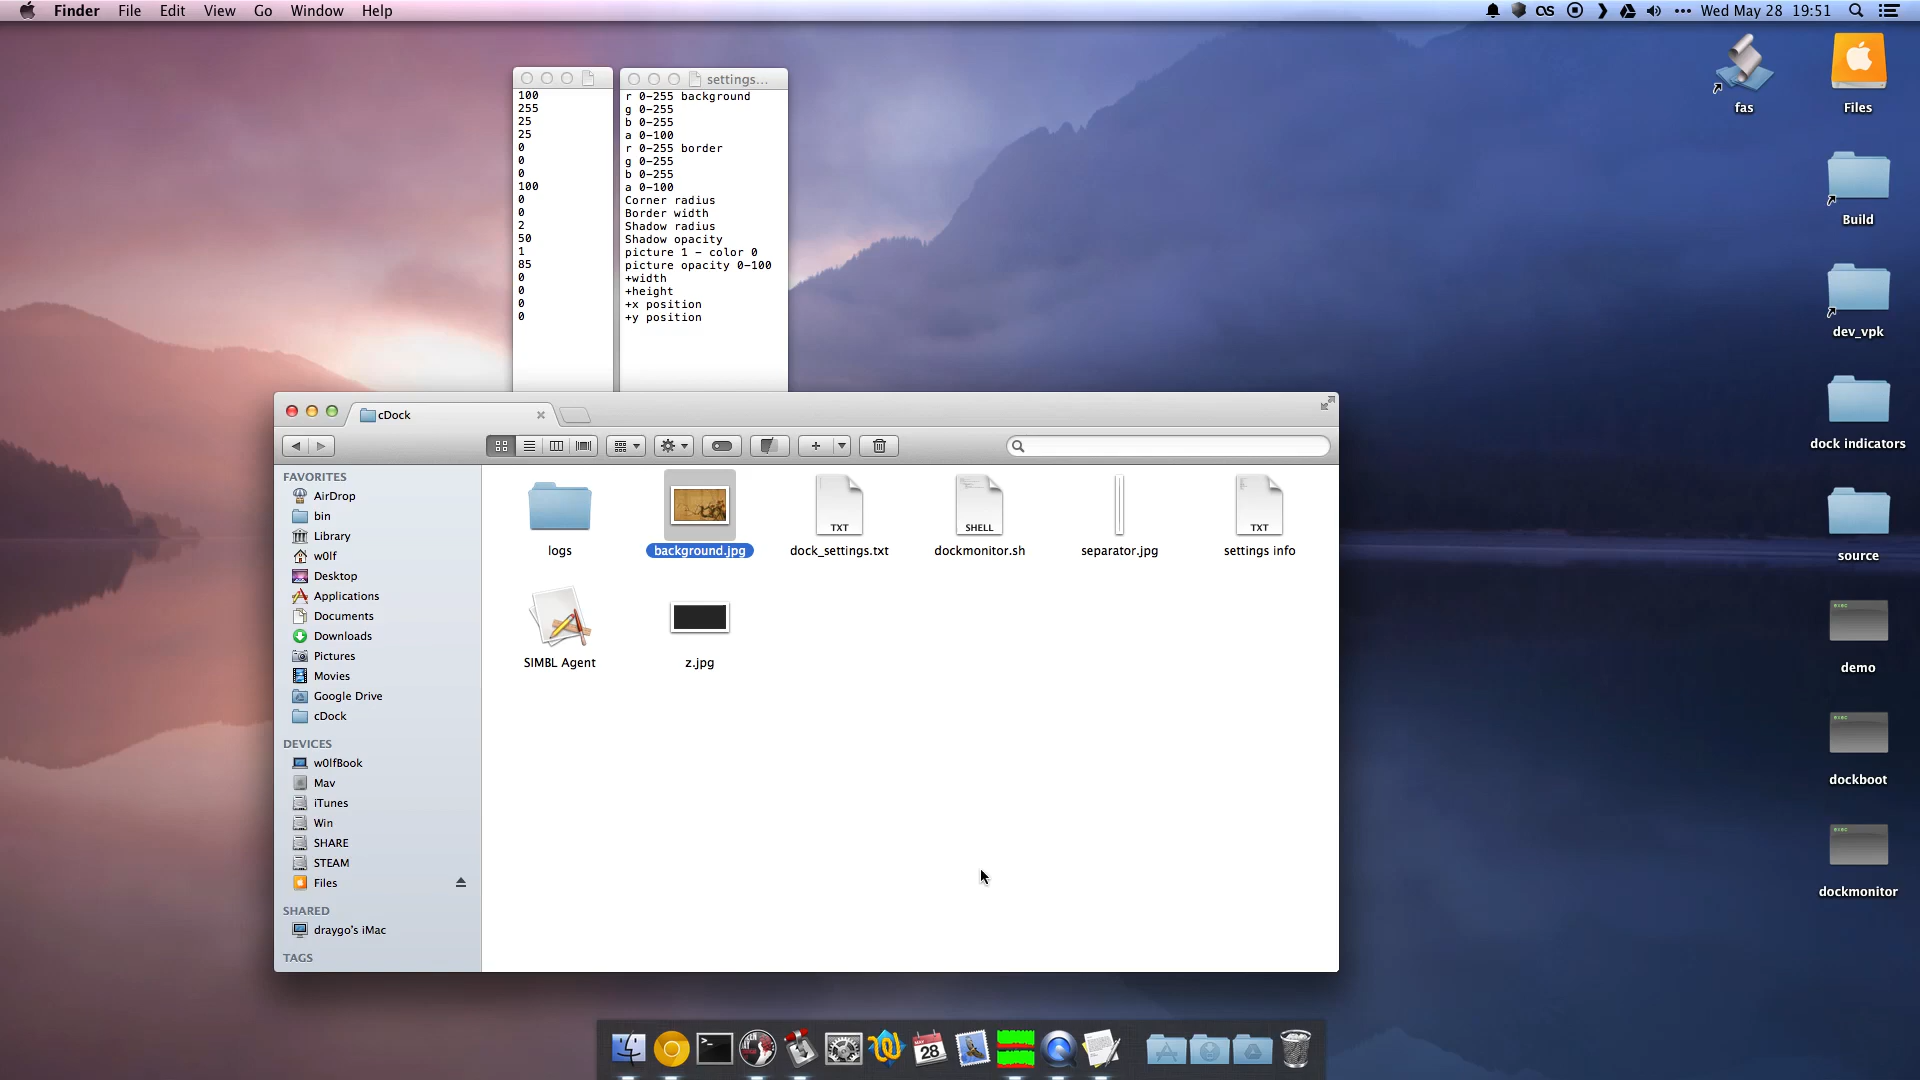 Finder File Edit View Go Window Help
OS Wed May 28 19:51
100
255
25
25
0
0
0
100
0
0
2
50
1
85
0
0
0
0
settings...
r 0-255 background
g 0-255
b 0-255
a 0-100
r 0-255 border
g 0-255
b 0-255
a 0-100
Corner radius
Border width
Shadow radius
Shadow opacity
picture 1 - color 0
picture opacity 0-100
+width
+height
+x position
+y position
fas
Files
Build
dev_vpk
dock indicators
source
exec
demo
exec
dockboot
exec
dockmonitor
cDock
FAVORITES
AirDrop
bin
Library
w0lf
Desktop
Applications
Documents
Downloads
Pictures
Movies
Google Drive
cDock
DEVICES
w0lfBook
Mav
iTunes
Win
SHARE
STEAM
Files
SHARED
draygo's iMac
TAGS
logs
background.jpg
TXT
dock_settings.txt
SHELL
dockmonitor.sh
separator.jpg
TXT
settings info
SIMBL Agent
z.jpg
MAY
28